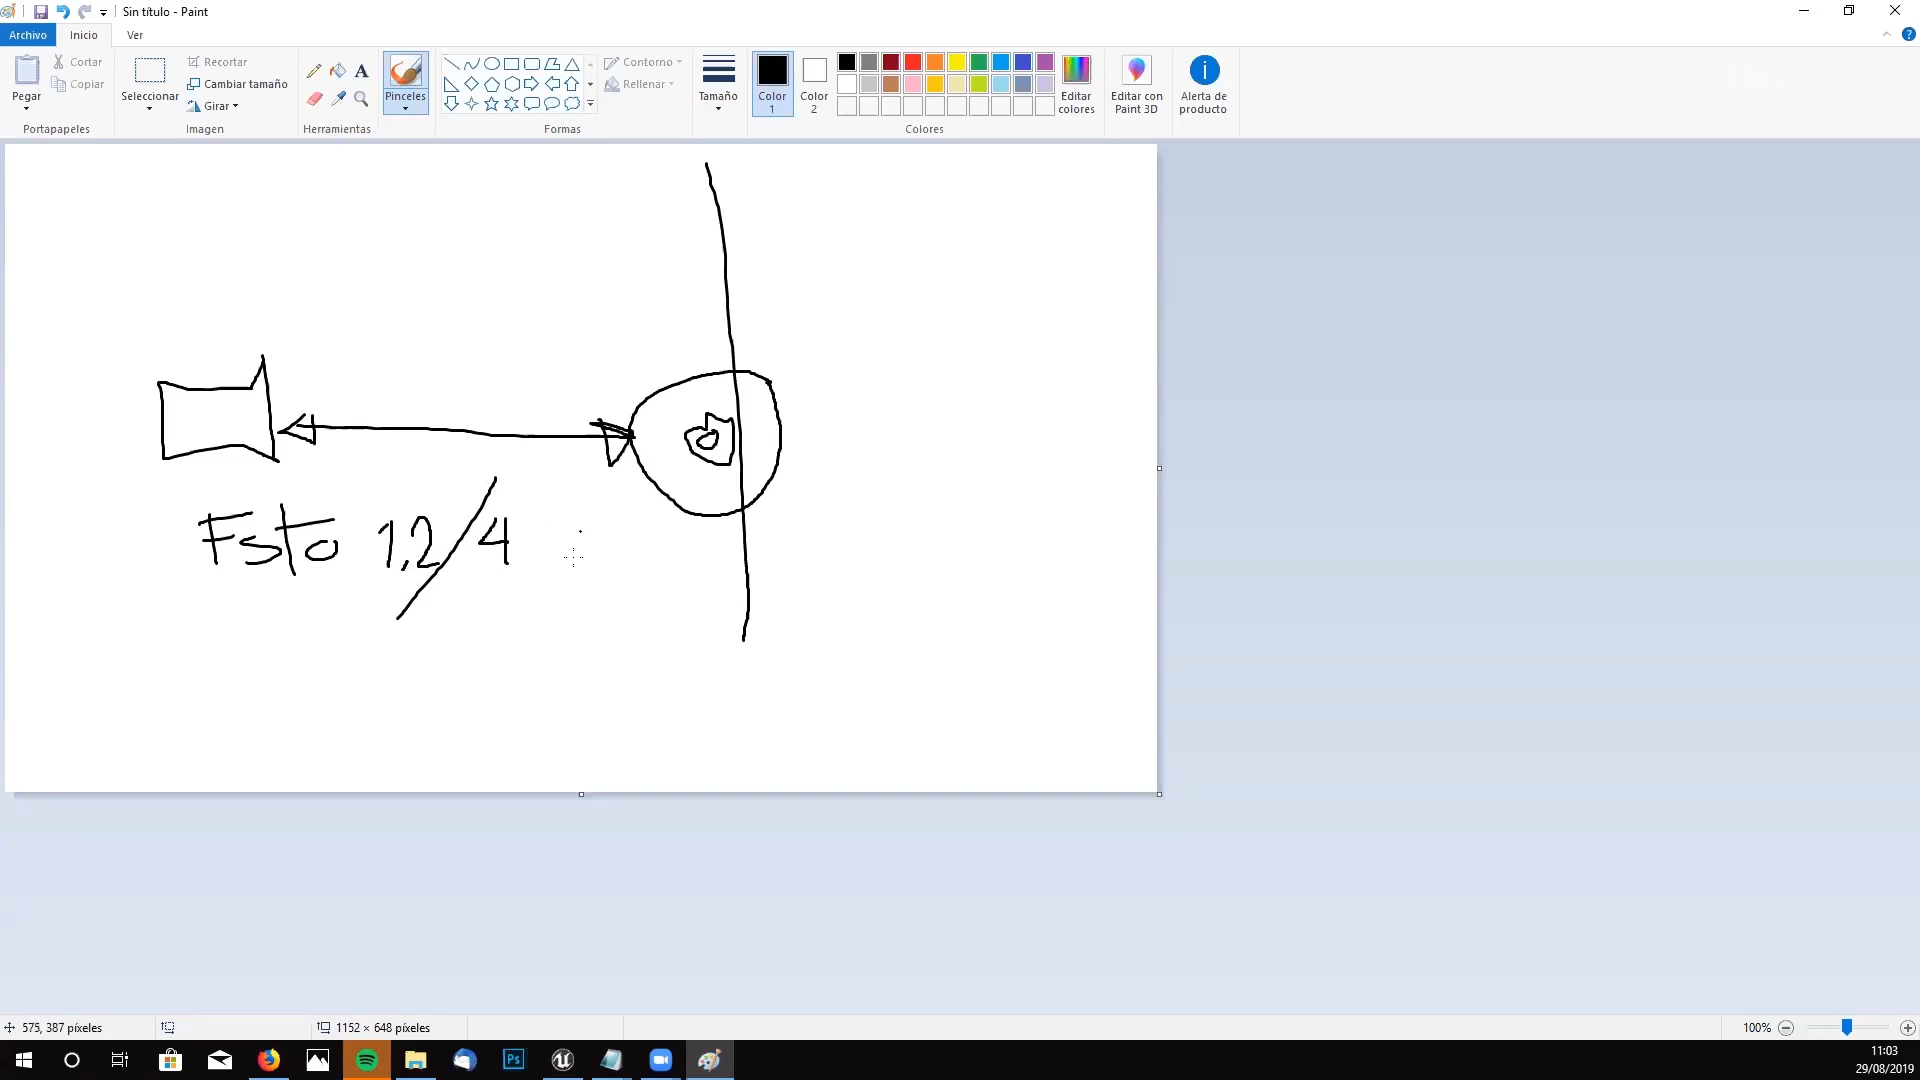 Sin título - Paint
Archivo Inicio Ver
Pegar
Cortar
Copiar
Portapapeles
Seleccionar
Recortar
Cambiar tamaño
Girar
Imagen
A
Herramientas
Pinceles
Contorno
Rellenar
Formas
Tamaño
Color
1
Color
2
Editar
colores
Colores
Editar con
Paint 3D
Alerta de
producto
Fsto 1,2/4
575, 387 píxeles
1152 × 648 píxeles
100%
Ps
11:03
29/08/2019